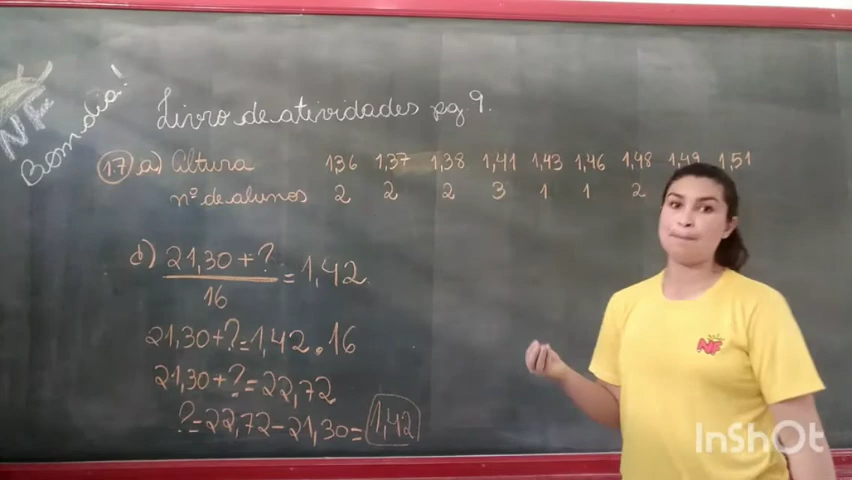 NF
Bom dia!
Livro de atividades pg. 9.
17 a) Altura 1,36 1,37 1,38 1,41 1,43 1,46 1,48 1,49 1,51
nº de alunos 2 2 2 3 1 1 2
d) 21,30 + ? = 1,42
16
21,30 + ? = 1,42 . 16
21,30 + ? = 22,72
? = 22,72 - 21,30 = 1,42
NF
InShOt